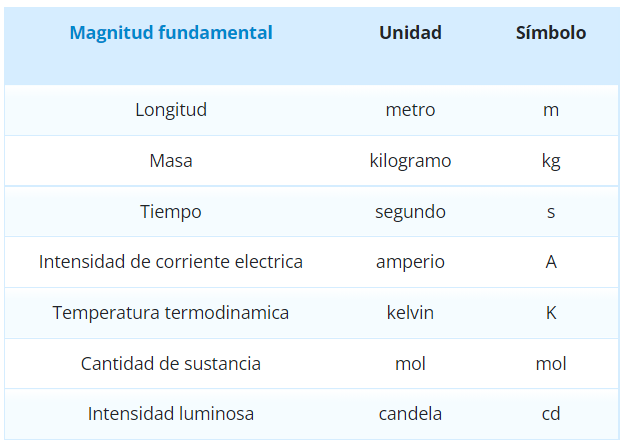 Magnitud fundamental Unidad Símbolo
Longitud metro m
Masa kilogramo kg
Tiempo segundo s
Intensidad de corriente electrica amperio A
Temperatura termodinamica kelvin K
Cantidad de sustancia mol mol
Intensidad luminosa candela cd